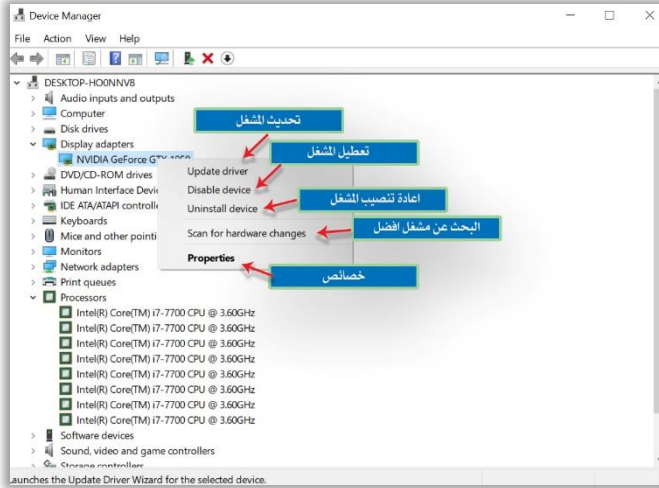 Device Manager
File Action View Help
DESKTOP-HO0NNV8
Audio inputs and outputs
Computer
Disk drives
Display adapters
NVIDIA GeForce GTX 1050
DVD/CD-ROM drives
Human Interface Devi
IDE ATA/ATAPI controlle
Keyboards
Mice and other pointi
Monitors
Network adapters
Print queues
Processors
Intel(R) Core(TM) i7-7700 CPU @ 3.60GHz
Intel(R) Core(TM) i7-7700 CPU @ 3.60GHz
Intel(R) Core(TM) i7-7700 CPU @ 3.60GHz
Intel(R) Core(TM) i7-7700 CPU @ 3.60GHz
Intel(R) Core(TM) i7-7700 CPU @ 3.60GHz
Intel(R) Core(TM) i7-7700 CPU @ 3.60GHz
Intel(R) Core(TM) i7-7700 CPU @ 3.60GHz
Intel(R) Core(TM) i7-7700 CPU @ 3.60GHz
Software devices
Sound, video and game controllers
Storage controllers
Update driver
Disable device
Uninstall device
Scan for hardware changes
Properties
تحديث المشغل
تعطيل المشغل
اعادة تنصيب المشغل
البحث عن مشغل افضل
خصائص
aunches the Update Driver Wizard for the selected device.